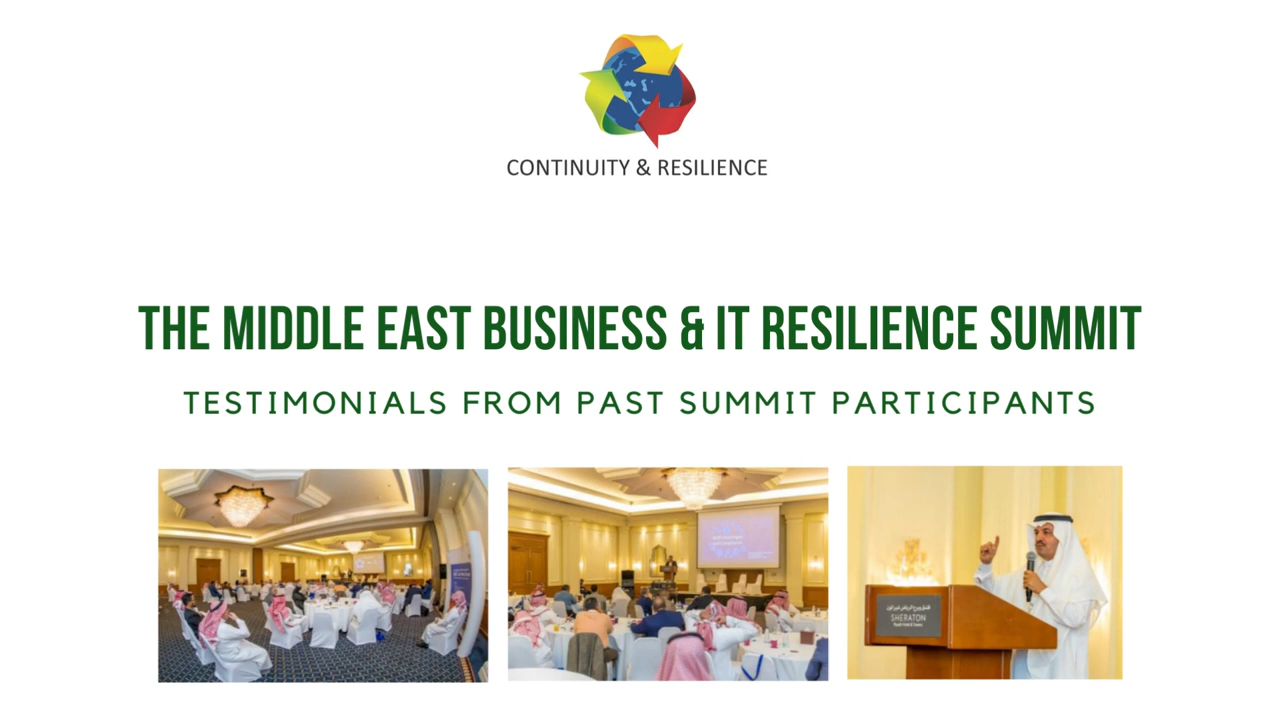 CONTINUITY & RESILIENCE
THE MIDDLE EAST BUSINESS & IT RESILIENCE SUMMIT
TESTIMONIALS FROM PAST SUMMIT PARTICIPANTS
SHERATON